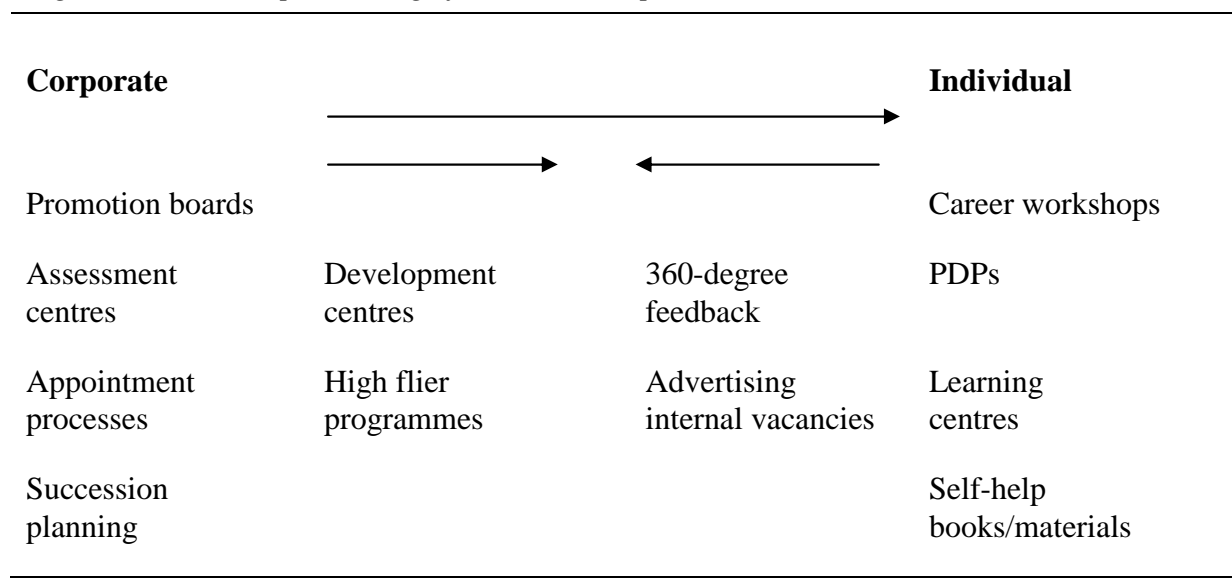 Corporate Individual
Promotion boards Career workshops
Assessment Development 360-degree PDPs
centres centres feedback
Appointment High flier Advertising Learning
processes programmes internal vacancies centres
Succession Self-help
planning books/materials